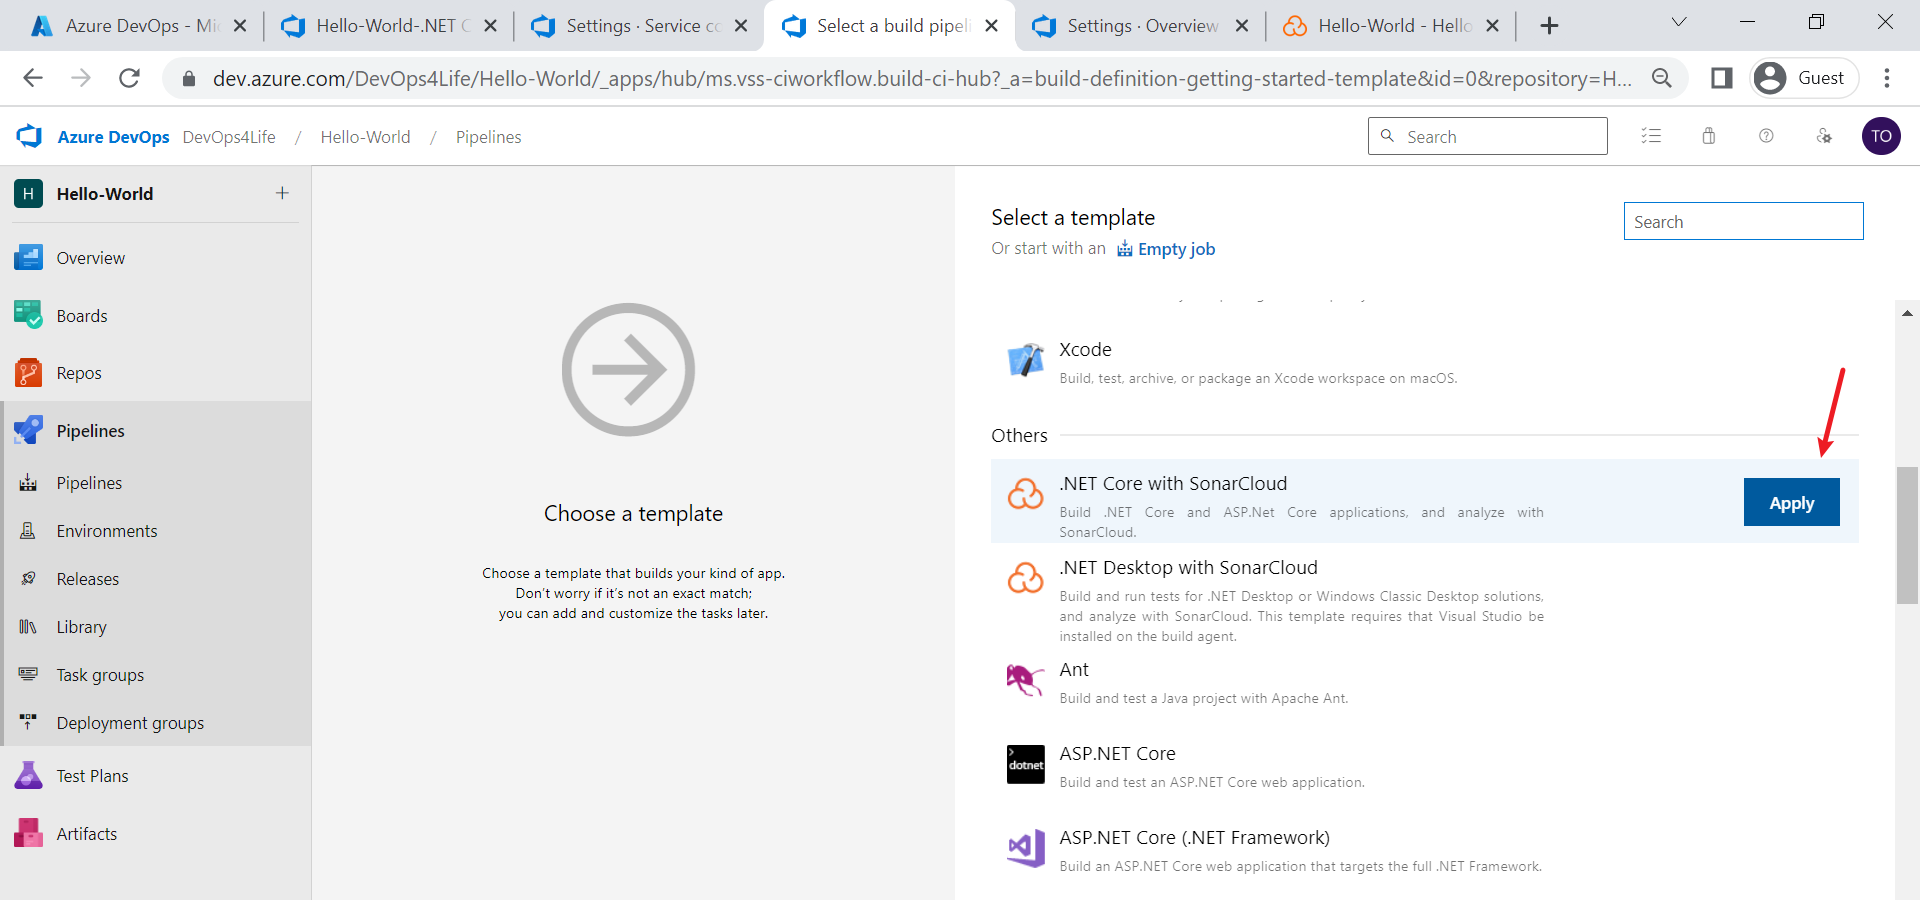 Azure DevOps - Mi
Hello-World-.NET C
Settings · Service co
Select a build pipeli
Settings · Overview
Hello-World - Hello
dev.azure.com/DevOps4Life/Hello-World/_apps/hub/ms.vss-ciworkflow.build-ci-hub?_a=build-definition-getting-started-template&id=0&repository=H...
Guest
Azure DevOps DevOps4Life / Hello-World / Pipelines
Search
TO
H Hello-World
Overview
Boards
Repos
Pipelines
Pipelines
Environments
Releases
Library
Task groups
Deployment groups
Test Plans
Artifacts
Choose a template
Choose a template that builds your kind of app.
Don't worry if it's not an exact match;
you can add and customize the tasks later.
Select a template
Or start with an Empty job
Search
Xcode
Build, test, archive, or package an Xcode workspace on macOS.
Others
.NET Core with SonarCloud
Build .NET Core and ASP.Net Core applications, and analyze with
SonarCloud.
Apply
.NET Desktop with SonarCloud
Build and run tests for .NET Desktop or Windows Classic Desktop solutions,
and analyze with SonarCloud. This template requires that Visual Studio be
installed on the build agent.
Ant
Build and test a Java project with Apache Ant.
dotnet
ASP.NET Core
Build and test an ASP.NET Core web application.
ASP.NET Core (.NET Framework)
Build an ASP.NET Core web application that targets the full .NET Framework.